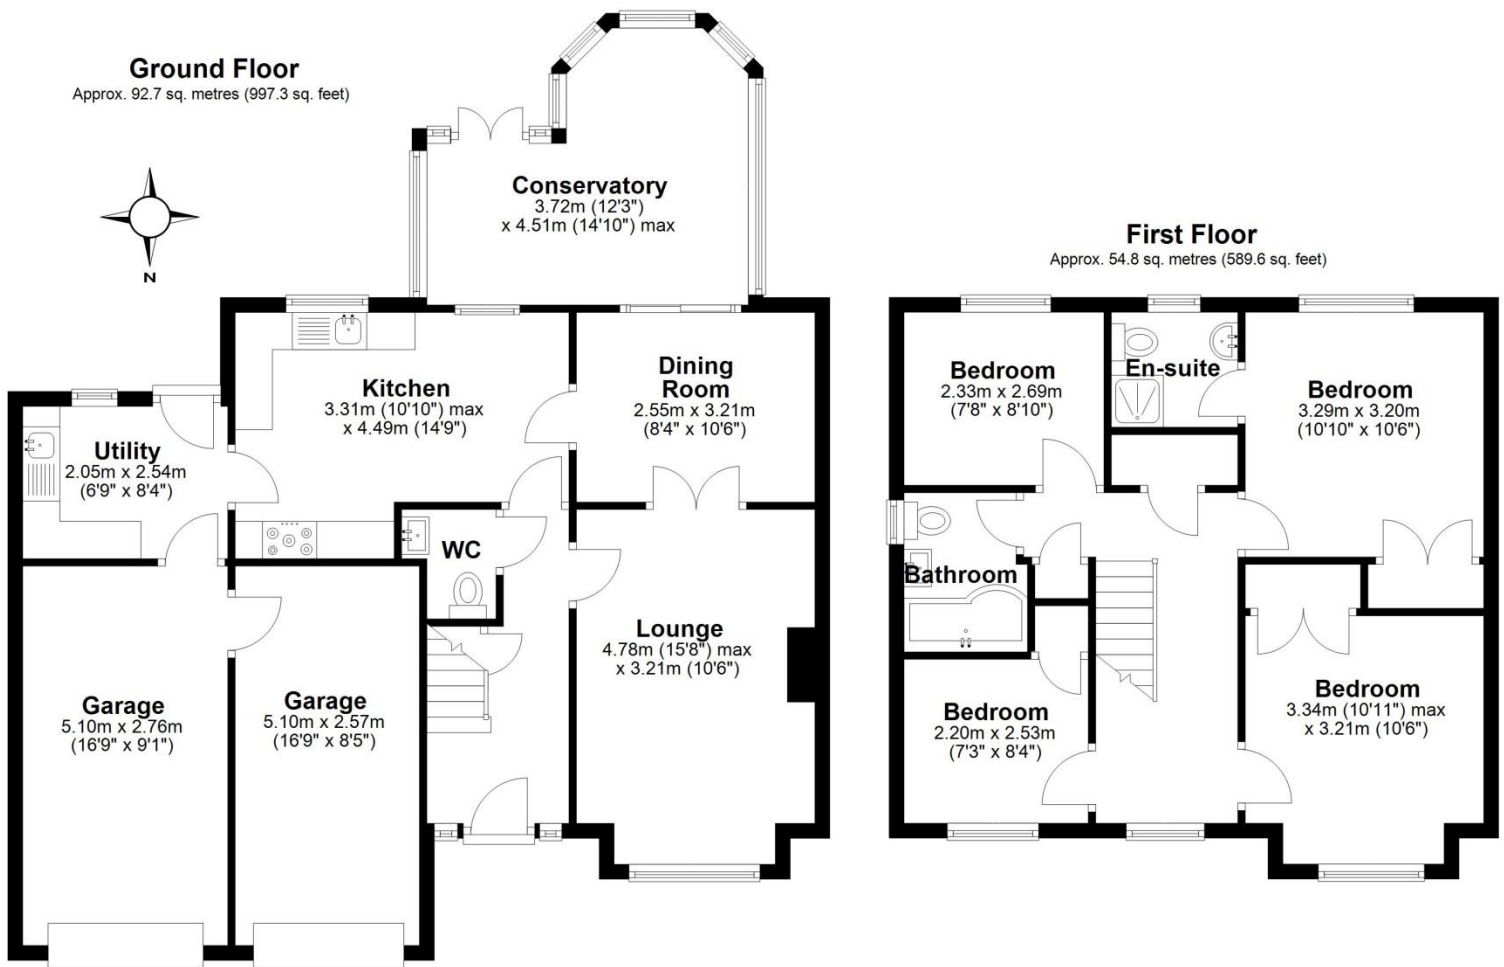 Ground Floor
Approx. 92.7 sq. metres (997.3 sq. feet)
N
Conservatory
3.72m (12'3")
x 4.51m (14'10") max
Kitchen
3.31m (10'10") max
x 4.49m (14'9")
Dining
Room
2.55m x 3.21m
(8'4" x 10'6")
Utility
2.05m x 2.54m
(6'9" x 8'4")
WC
Lounge
4.78m (15'8") max
x 3.21m (10'6")
Garage
5.10m x 2.76m
(16'9" x 9'1")
Garage
5.10m x 2.57m
(16'9" x 8'5")
First Floor
Approx. 54.8 sq. metres (589.6 sq. feet)
Bedroom
2.33m x 2.69m
(7'8" x 8'10")
En-suite
Bedroom
3.29m x 3.20m
(10'10" x 10'6")
Bathroom
Bedroom
2.20m x 2.53m
(7'3" x 8'4")
Bedroom
3.34m (10'11") max
x 3.21m (10'6")